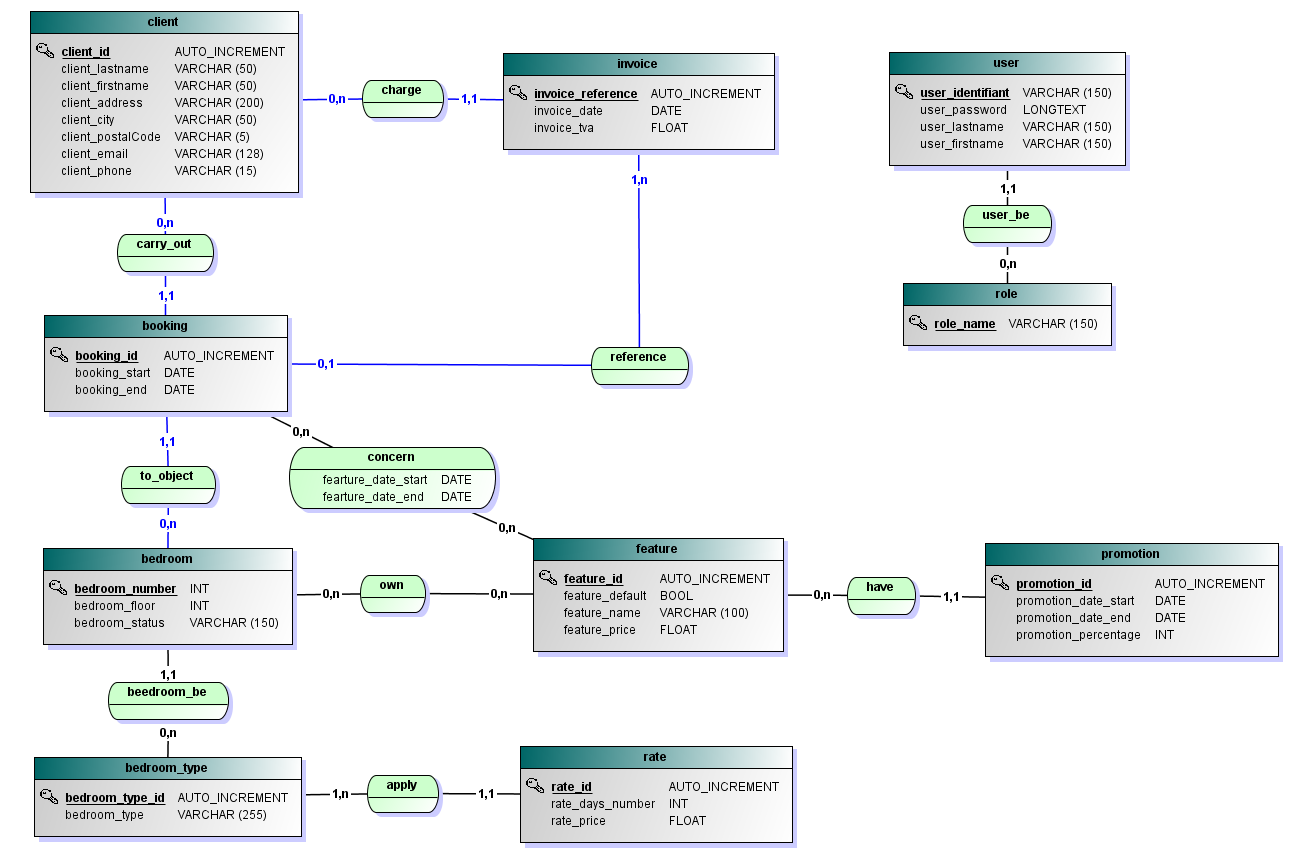 client
client_id AUTO_INCREMENT
client_lastname VARCHAR (50)
client_firstname VARCHAR (50)
client_address VARCHAR (200)
client_city VARCHAR (50)
client_postalCode VARCHAR (5)
client_email VARCHAR (128)
client_phone VARCHAR (15)
0,n
charge
1,1
invoice
invoice_reference AUTO_INCREMENT
invoice_date DATE
invoice_tva FLOAT
user
user_identifiant VARCHAR (150)
user_password LONGTEXT
user_lastname VARCHAR (150)
user_firstname VARCHAR (150)
1,1
user_be
0,n
role
role_name VARCHAR (150)
0,n
carry_out
1,1
1,n
booking
booking_id AUTO_INCREMENT
booking_start DATE
booking_end DATE
0,1
reference
1,1
to_object
0,n
0,n
concern
fearture_date_start DATE
fearture_date_end DATE
0,n
bedroom
bedroom_number INT
bedroom_floor INT
bedroom_status VARCHAR (150)
0,n
own
0,n
feature
feature_id AUTO_INCREMENT
feature_default BOOL
feature_name VARCHAR (100)
feature_price FLOAT
0,n
have
1,1
promotion
promotion_id AUTO_INCREMENT
promotion_date_start DATE
promotion_date_end DATE
promotion_percentage INT
1,1
beedroom_be
0,n
bedroom_type
bedroom_type_id AUTO_INCREMENT
bedroom_type VARCHAR (255)
1,n
apply
1,1
rate
rate_id AUTO_INCREMENT
rate_days_number INT
rate_price FLOAT